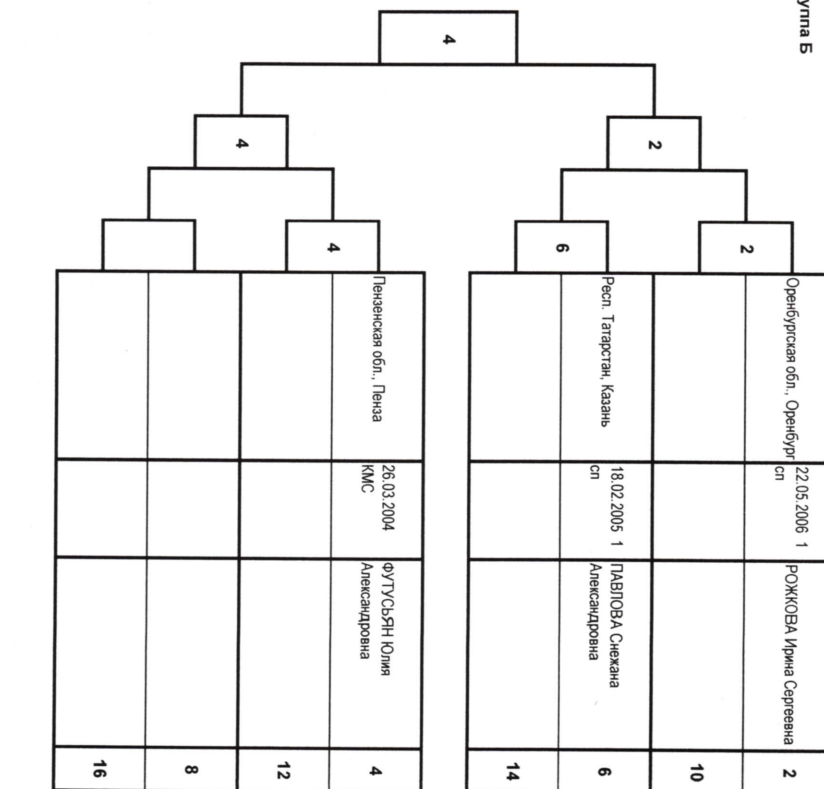 уппа Б
2
РОЖКОВА Ирина Сергеевна
22.05.2006 1
сп
Оренбургская обл., Оренбург
2
10
2
6
ПАВЛОВА Снежана
Александровна
18.02.2005 1
сп
Респ. Татарстан, Казань
6
14
4
4
ФУТУСЬЯН Юлия
Александровна
26.03.2004
КМС
Пензенская обл., Пенза
4
12
4
8
16